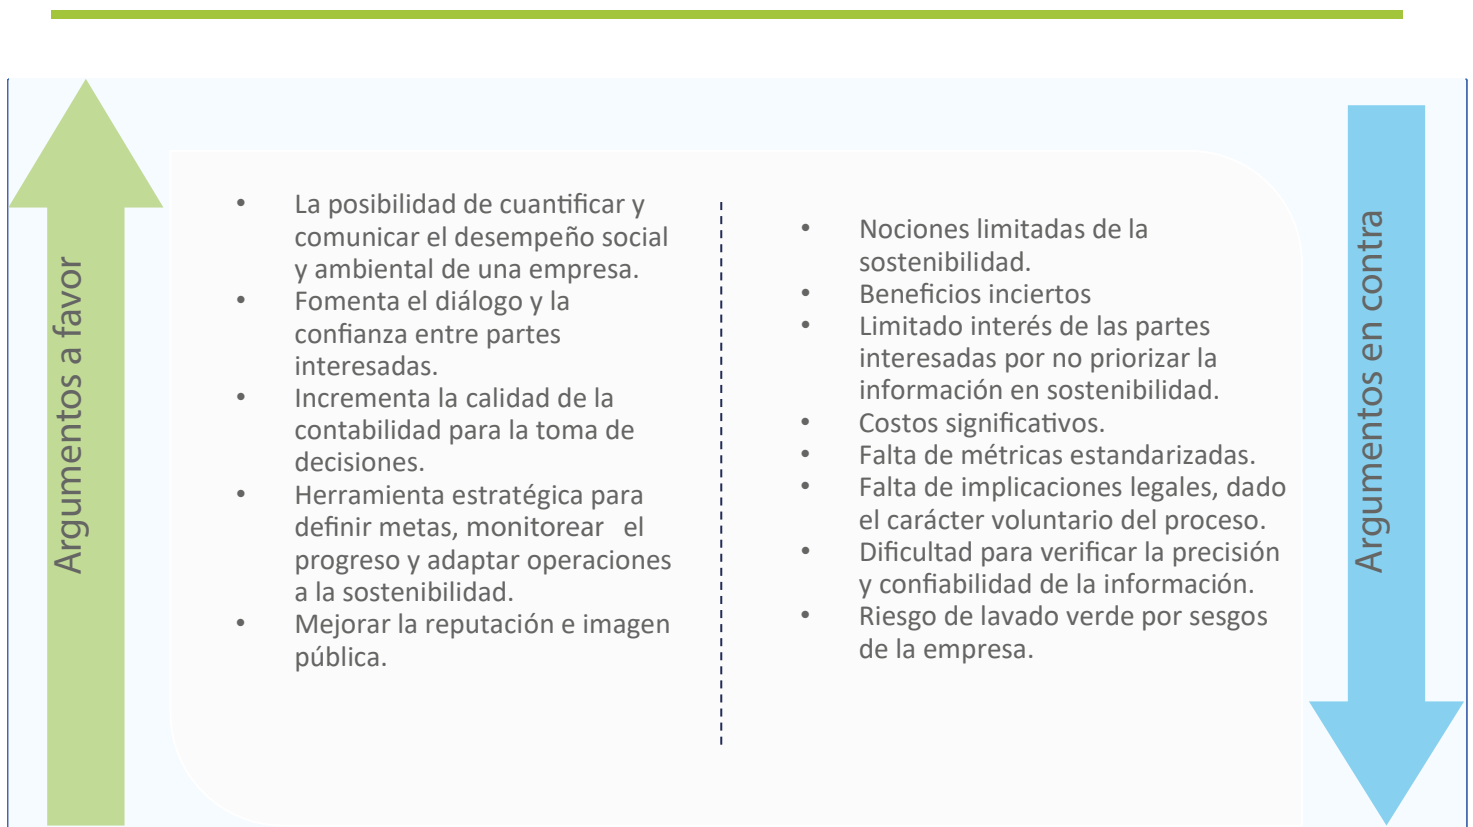 Argumentos a favor
• La posibilidad de cuantificar y
comunicar el desempeño social
y ambiental de una empresa.
• Fomenta el diálogo y la
confianza entre partes
interesadas.
• Incrementa la calidad de la
contabilidad para la toma de
decisiones.
• Herramienta estratégica para
definir metas, monitorear el
progreso y adaptar operaciones
a la sostenibilidad.
• Mejorar la reputación e imagen
pública.
• Nociones limitadas de la
sostenibilidad.
• Beneficios inciertos
• Limitado interés de las partes
interesadas por no priorizar la
información en sostenibilidad.
• Costos significativos.
• Falta de métricas estandarizadas.
• Falta de implicaciones legales, dado
el carácter voluntario del proceso.
• Dificultad para verificar la precisión
y confiabilidad de la información.
• Riesgo de lavado verde por sesgos
de la empresa.
Argumentos en contra